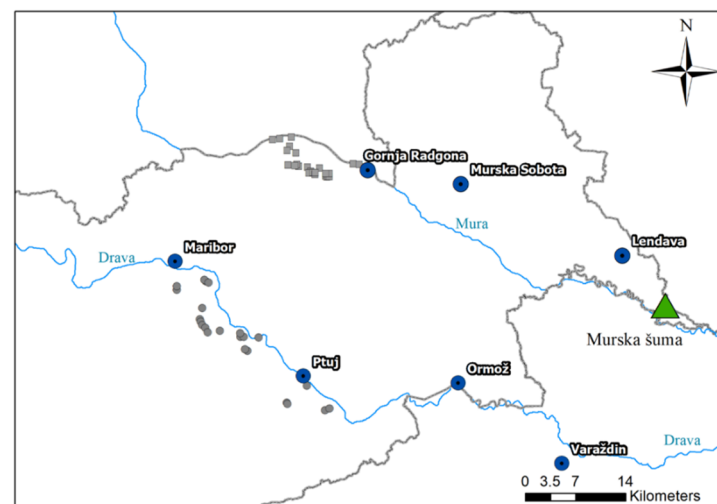 N
Gornja Radgona
Murska Sobota
Mura
Maribor
Drava
Lendava
Murska šuma
Ptuj
Ormož
Drava
Varaždin
0 3.5 7 14
Kilometers